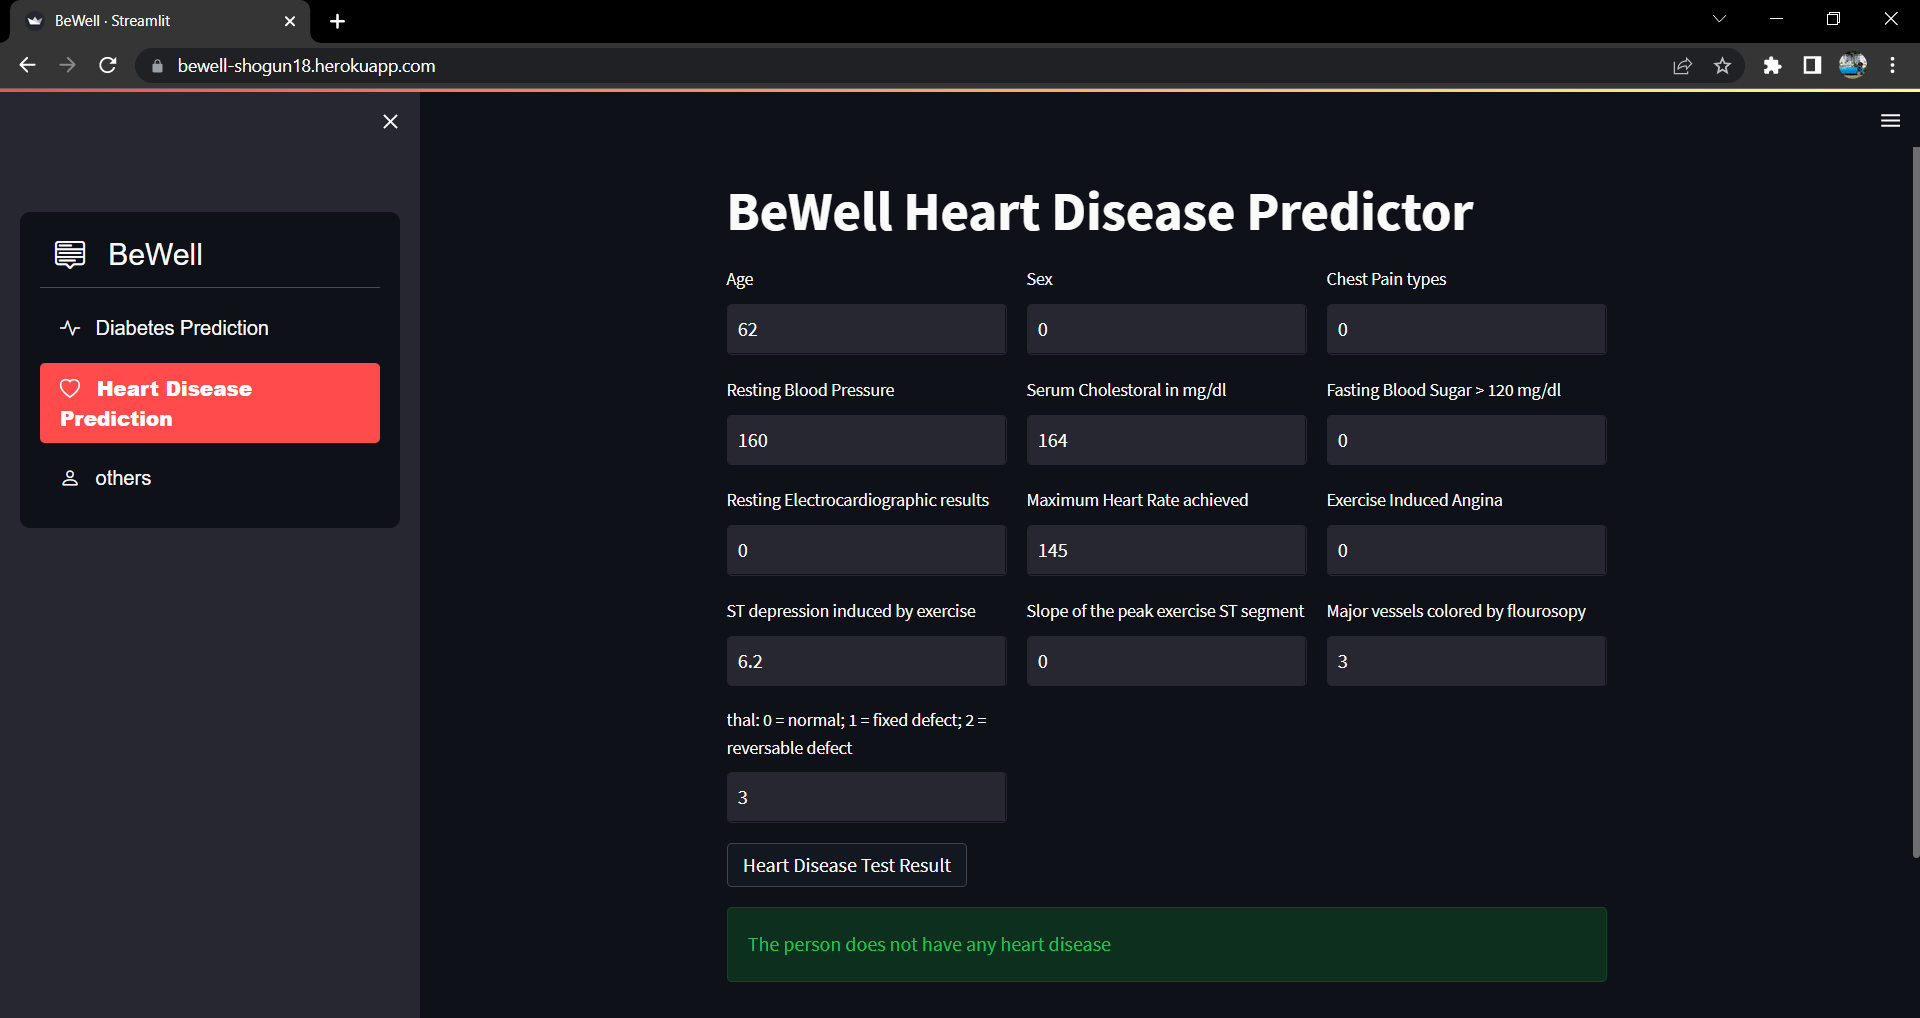 BeWell · Streamlit
bewell-shogun18.herokuapp.com
BeWell
Diabetes Prediction
Heart Disease
Prediction
others
BeWell Heart Disease Predictor
Age
Sex
Chest Pain types
62
0
0
Resting Blood Pressure
Serum Cholestoral in mg/dl
Fasting Blood Sugar > 120 mg/dl
160
164
0
Resting Electrocardiographic results
Maximum Heart Rate achieved
Exercise Induced Angina
0
145
0
ST depression induced by exercise
Slope of the peak exercise ST segment
Major vessels colored by flourosopy
6.2
0
3
thal: 0 = normal; 1 = fixed defect; 2 =
reversable defect
3
Heart Disease Test Result
The person does not have any heart disease